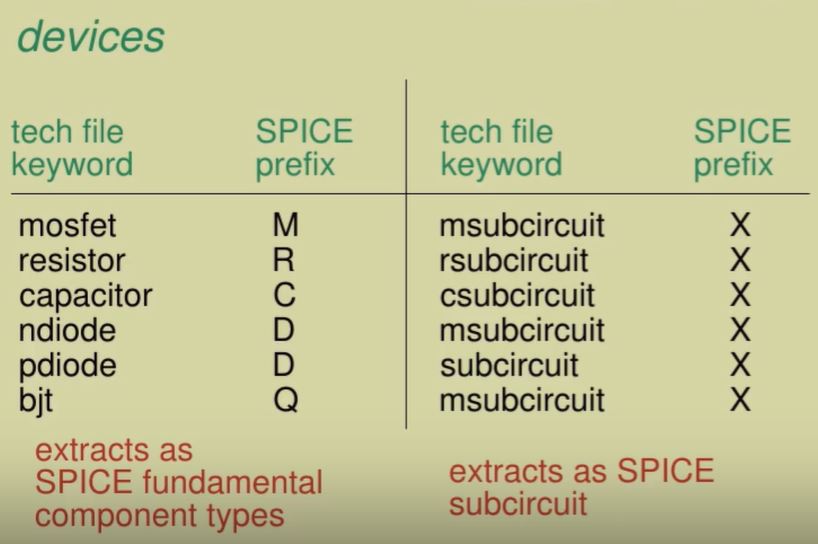 devices
tech file SPICE tech file SPICE
keyword prefix keyword prefix
mosfet M msubcircuit X
resistor R rsubcircuit X
capacitor C csubcircuit X
ndiode D msubcircuit X
pdiode D subcircuit X
bjt Q msubcircuit X
extracts as
SPICE fundamental
component types
extracts as SPICE
subcircuit